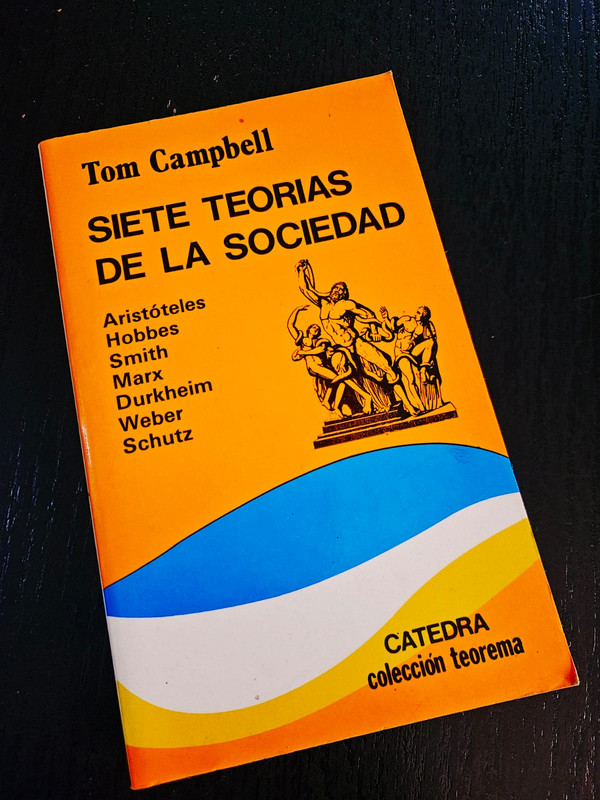 Tom Campbell
SIETE TEORIAS
DE LA SOCIEDAD
Aristóteles
Hobbes
Smith
Marx
Durkheim
Weber
Schutz
CATEDRA
colección teorema